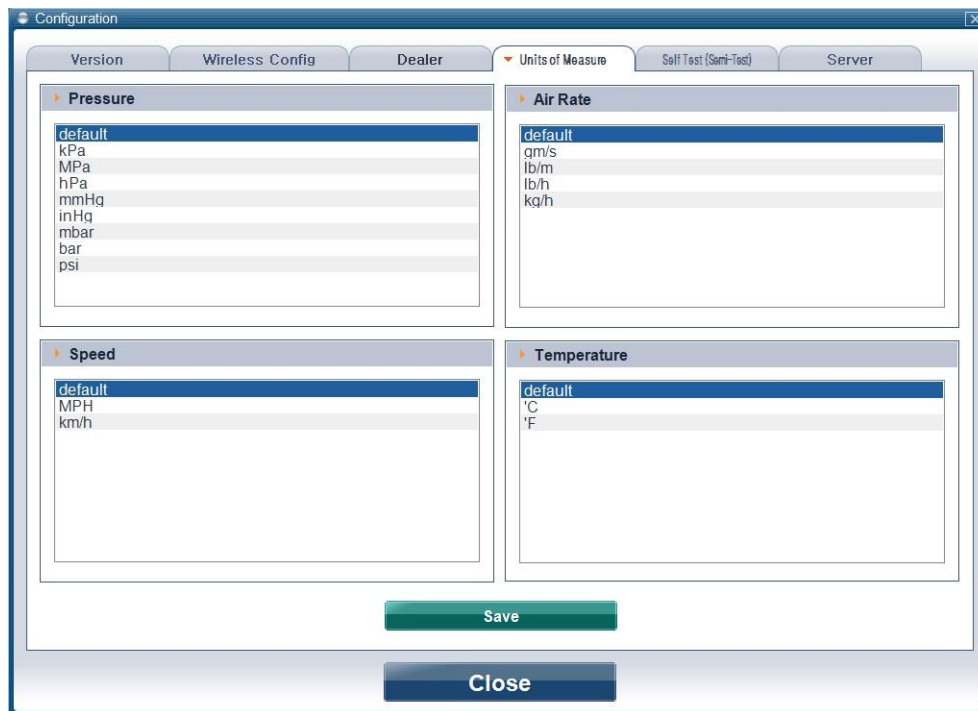 Configuration
Version
Wireless Config
Dealer
Units of Measure
Self Test (Semi-Test)
Server
Pressure
default
kPa
MPa
hPa
mmHg
inHg
mbar
bar
psi
Air Rate
default
gm/s
lb/m
lb/h
kg/h
Speed
default
MPH
km/h
Temperature
default
'C
'F
Save
Close